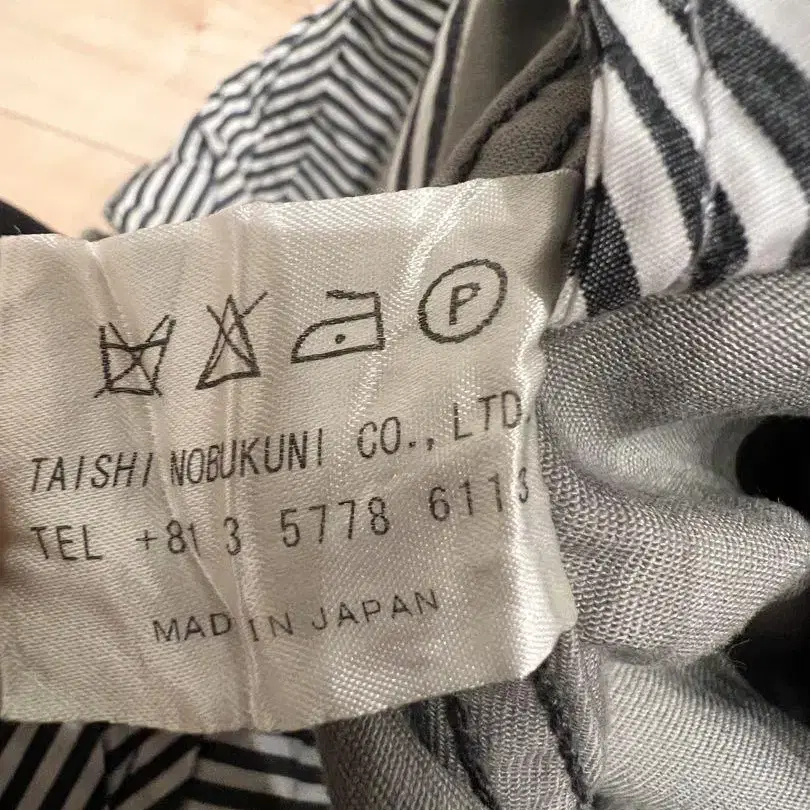 P
TAISHI NOBUKUNI CO., LTD.
TEL +81 3 5778 6113
MADE IN JAPAN